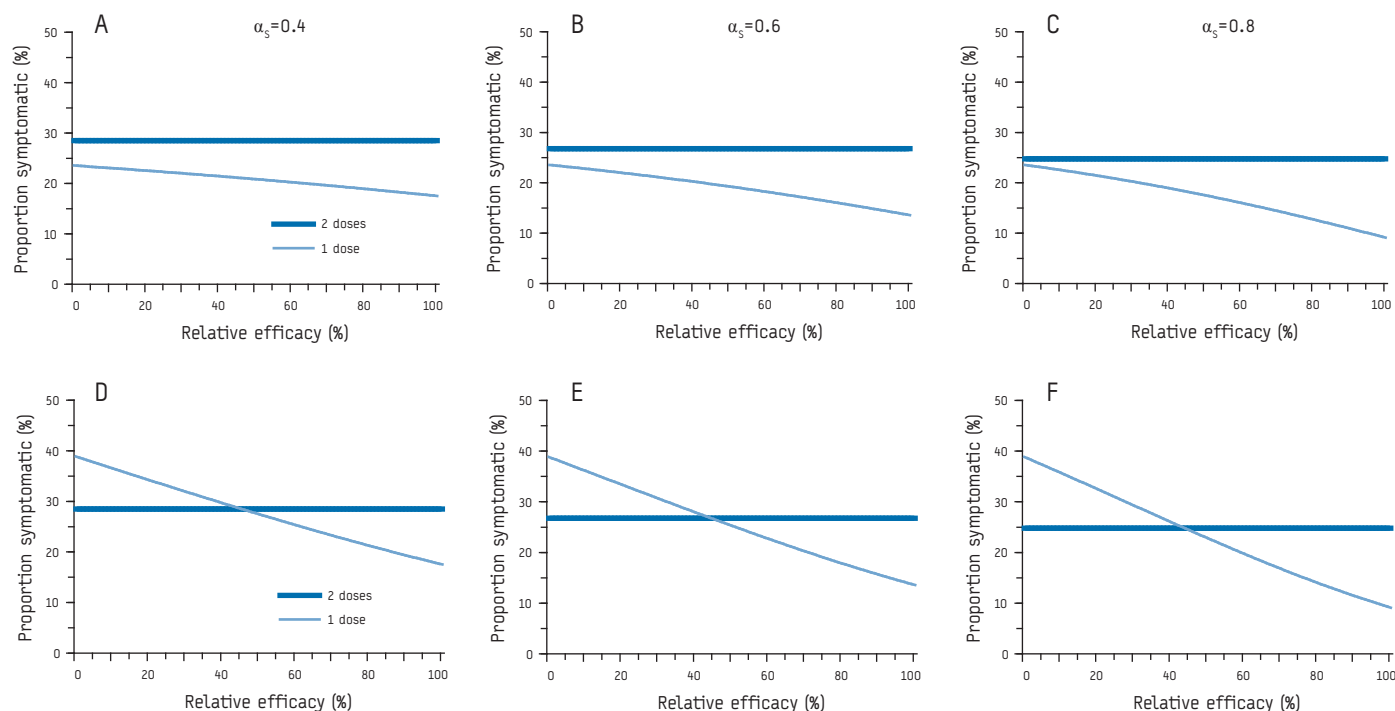 A
α_s=0.4
Proportion symptomatic (%)
50
40
30
20
10
0
2 doses
1 dose
0 20 40 60 80 100
Relative efficacy (%)
B
α_s=0.6
Proportion symptomatic (%)
50
40
30
20
10
0
0 20 40 60 80 100
Relative efficacy (%)
C
α_s=0.8
Proportion symptomatic (%)
50
40
30
20
10
0
0 20 40 60 80 100
Relative efficacy (%)
D
Proportion symptomatic (%)
50
40
30
20
10
0
2 doses
1 dose
0 20 40 60 80 100
Relative efficacy (%)
E
Proportion symptomatic (%)
50
40
30
20
10
0
0 20 40 60 80 100
Relative efficacy (%)
F
Proportion symptomatic (%)
50
40
30
20
10
0
0 20 40 60 80 100
Relative efficacy (%)